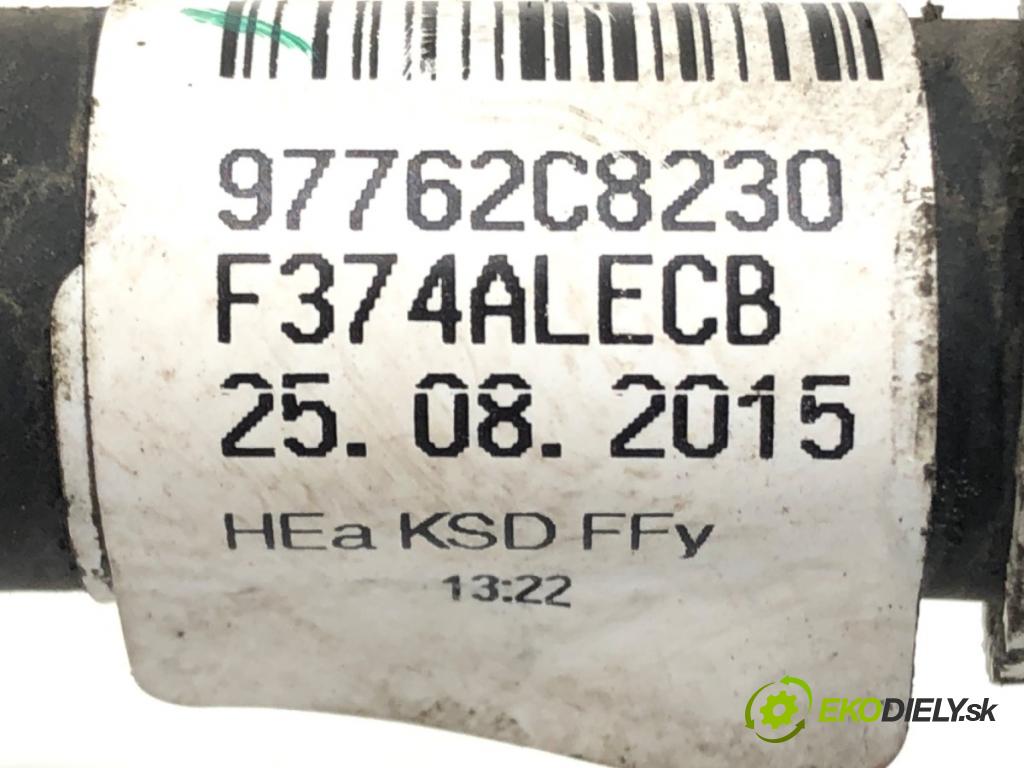 97762C8230
F374ALECB
25. 08. 2015
HEa KSD FFy
13:22
EKODIELY.sk